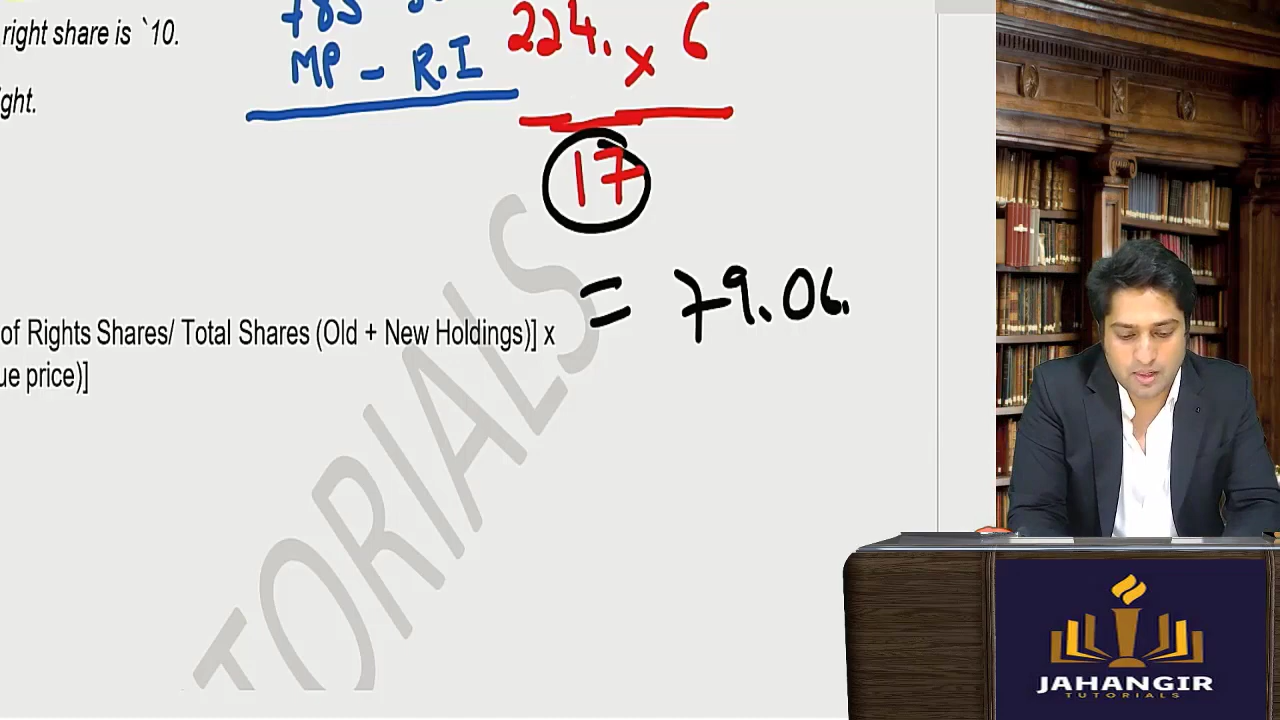 right share is `10.
ght.
MP - R.I
224. x 6
17
= 79.06.
of Rights Shares/ Total Shares (Old + New Holdings)] x
ue price)]
TORIALS
JAHANGIR
TUTORIALS